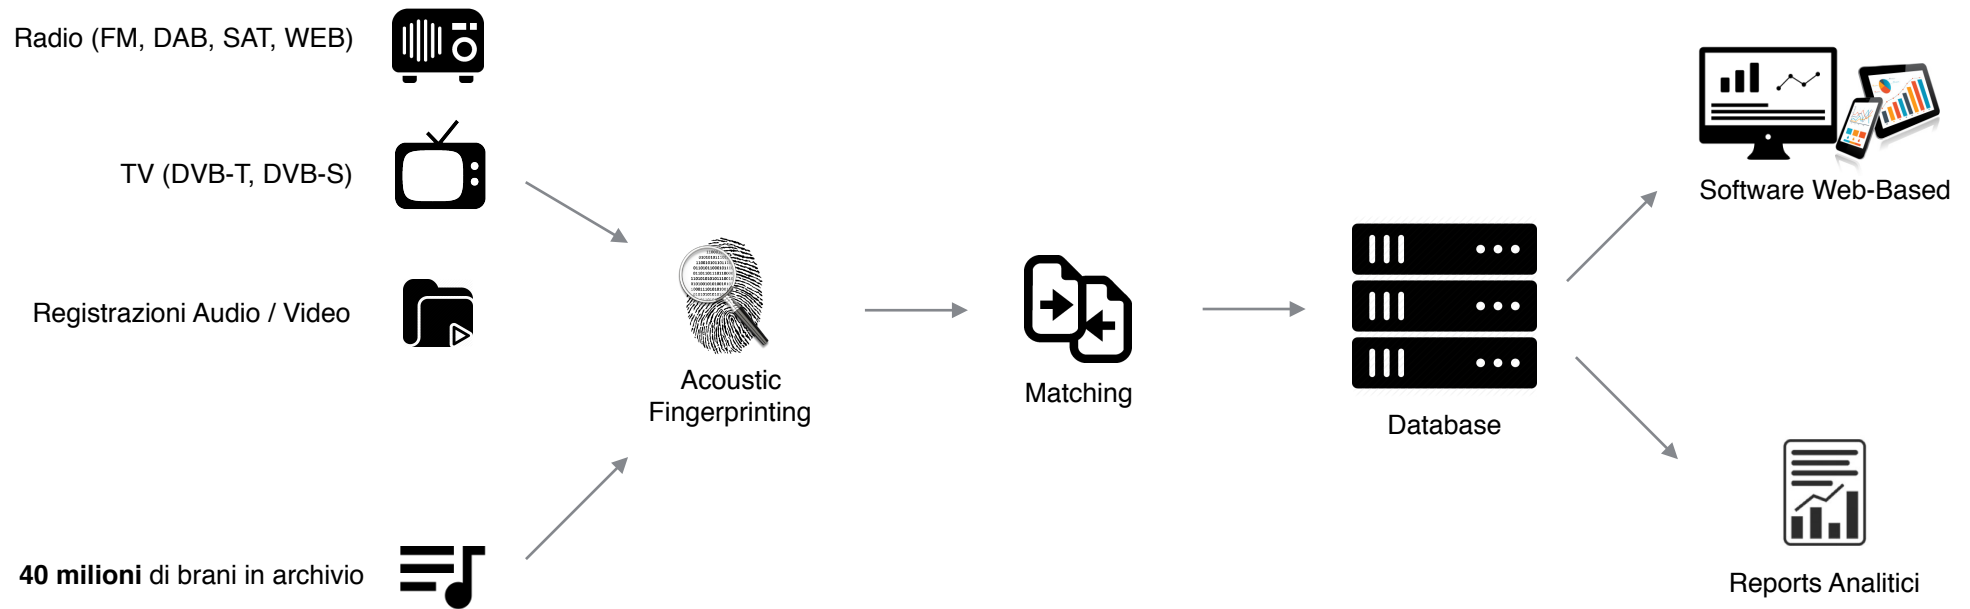 Radio (FM, DAB, SAT, WEB)
TV (DVB-T, DVB-S)
Registrazioni Audio / Video
40 milioni di brani in archivio
Acoustic
Fingerprinting
Matching
Database
Software Web-Based
Reports Analitici